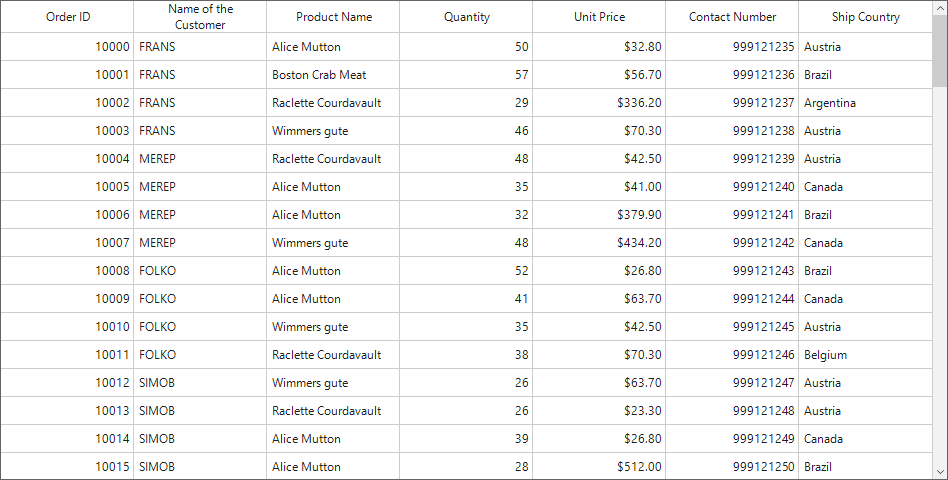 Order ID Name of the Customer Product Name Quantity Unit Price Contact Number Ship Country
10000 FRANS Alice Mutton 50 $32.80 999121235 Austria
10001 FRANS Boston Crab Meat 57 $56.70 999121236 Brazil
10002 FRANS Raclette Courdavault 29 $336.20 999121237 Argentina
10003 FRANS Wimmers gute 46 $70.30 999121238 Austria
10004 MEREP Raclette Courdavault 48 $42.50 999121239 Austria
10005 MEREP Alice Mutton 35 $41.00 999121240 Canada
10006 MEREP Alice Mutton 32 $379.90 999121241 Brazil
10007 MEREP Wimmers gute 48 $434.20 999121242 Canada
10008 FOLKO Alice Mutton 52 $26.80 999121243 Brazil
10009 FOLKO Alice Mutton 41 $63.70 999121244 Canada
10010 FOLKO Wimmers gute 35 $42.50 999121245 Austria
10011 FOLKO Raclette Courdavault 38 $70.30 999121246 Belgium
10012 SIMOB Wimmers gute 26 $63.70 999121247 Austria
10013 SIMOB Raclette Courdavault 26 $23.30 999121248 Austria
10014 SIMOB Alice Mutton 39 $26.80 999121249 Canada
10015 SIMOB Alice Mutton 28 $512.00 999121250 Brazil